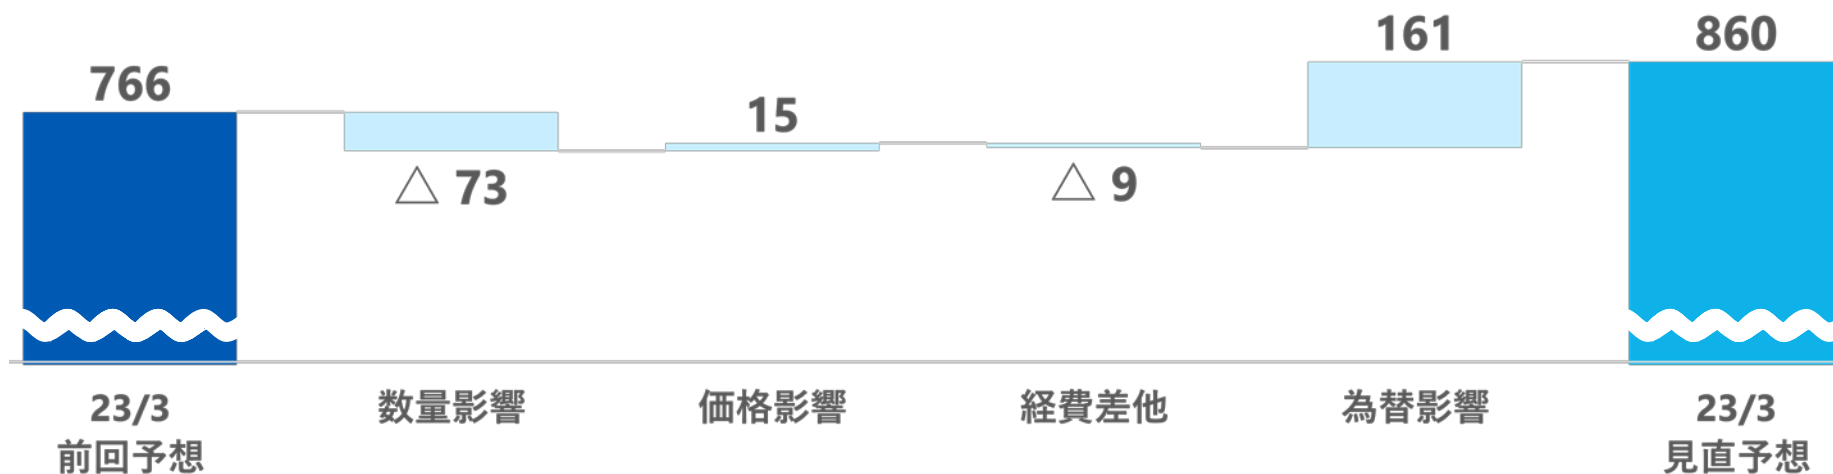 766
△ 73
15
△ 9
161
860
23/3
前回予想
数量影響
価格影響
経費差他
為替影響
23/3
見直予想